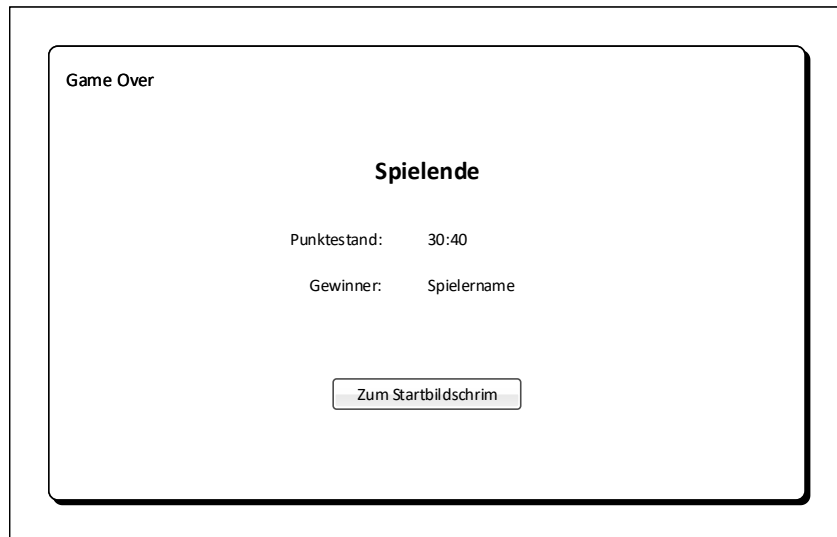 Game Over
Spielende
Punktestand: 30:40
Gewinner: Spielername
Zum Startbildschrim